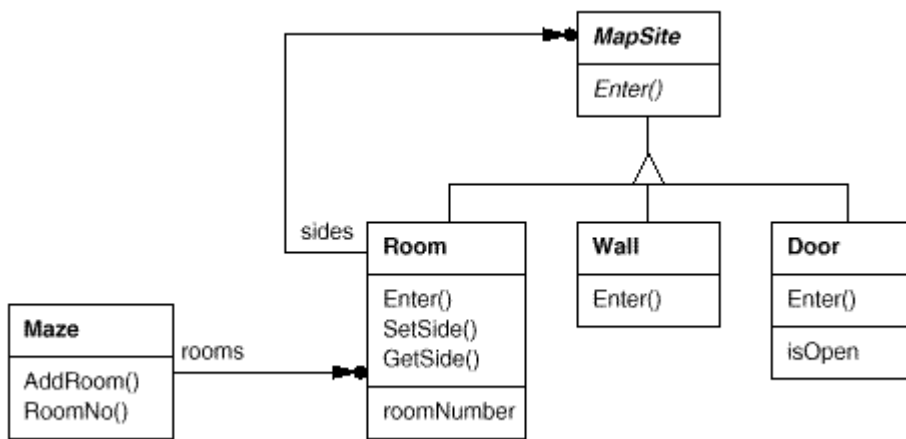 MapSite
Enter()
sides
Room
Enter()
SetSide()
GetSide()
roomNumber
Wall
Enter()
Door
Enter()
isOpen
Maze
AddRoom()
RoomNo()
rooms